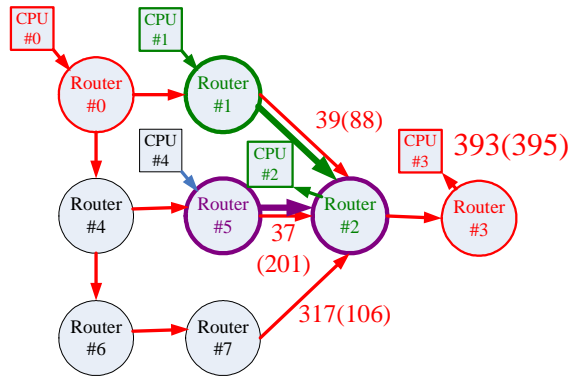 CPU
#0
CPU
#1
Router
#0
Router
#1
39(88)
CPU
#3
393(395)
CPU
#4
CPU
#2
Router
#4
Router
#5
37
(201)
Router
#2
Router
#3
317(106)
Router
#6
Router
#7